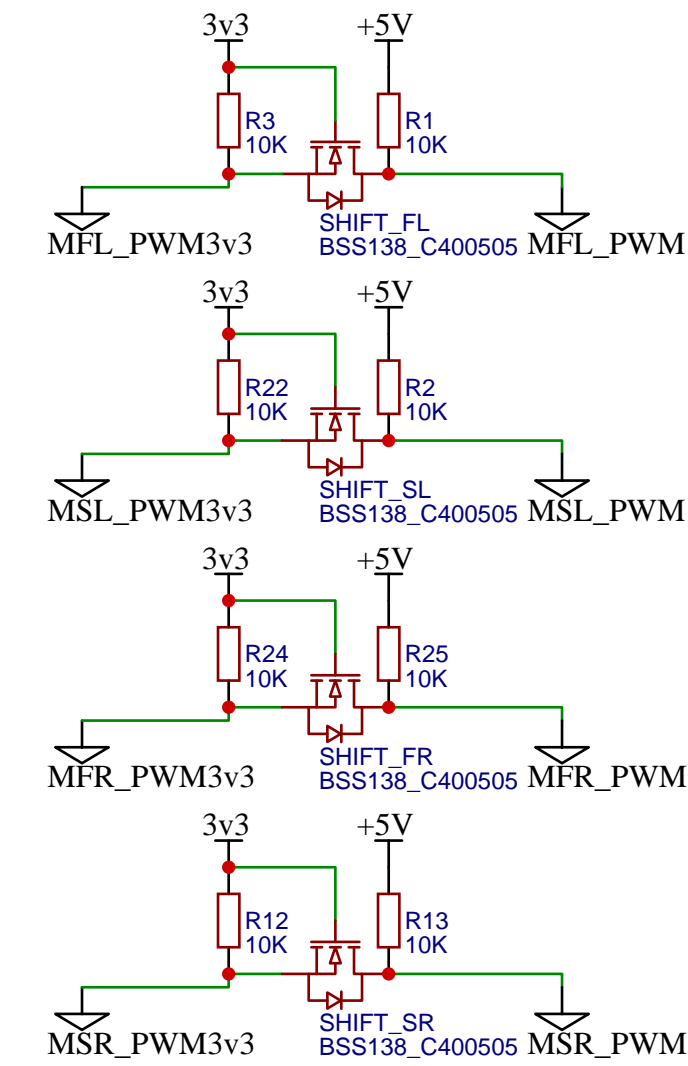 3v3 +5V
R3 R1
10K 10K
SHIFT_FL
MFL_PWM3v3 BSS138_C400505 MFL_PWM
3v3 +5V
R22 R2
10K 10K
SHIFT_SL
MSL_PWM3v3 BSS138_C400505 MSL_PWM
3v3 +5V
R24 R25
10K 10K
SHIFT_FR
MFR_PWM3v3 BSS138_C400505 MFR_PWM
3v3 +5V
R12 R13
10K 10K
SHIFT_SR
MSR_PWM3v3 BSS138_C400505 MSR_PWM